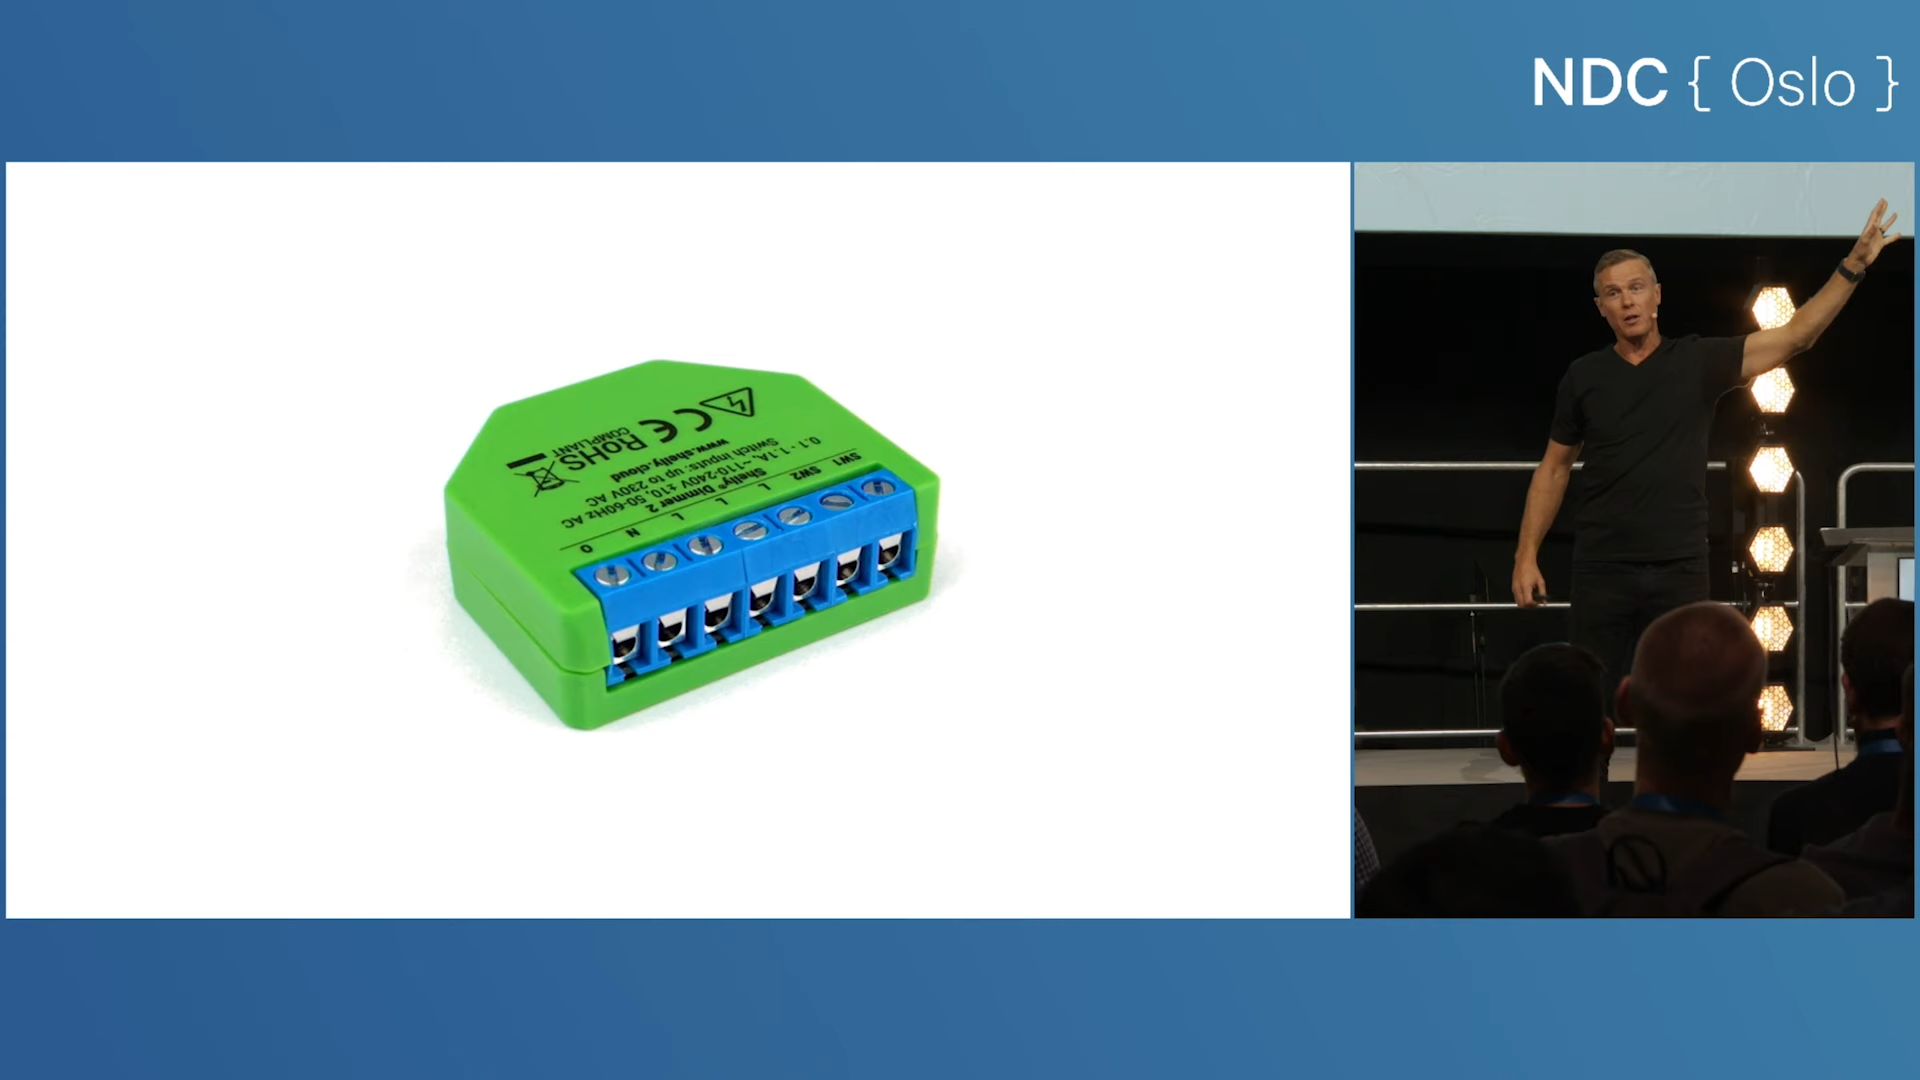 NDC { Oslo }
SW1
SW2
L
L
L
N
O
0.1 - 1.1A, ~110-240V ±10, 50-60Hz AC
Shelly® Dimmer 2
Switch inputs: up to 230V AC
www.shelly.cloud
CE RoHS
COMPLIANT